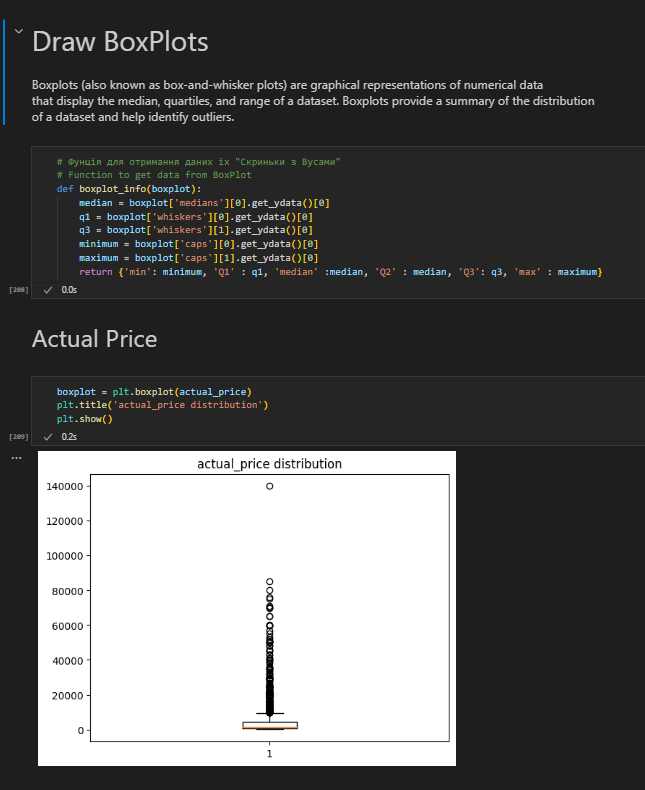 Draw BoxPlots
Boxplots (also known as box-and-whisker plots) are graphical representations of numerical data
that display the median, quartiles, and range of a dataset. Boxplots provide a summary of the distribution
of a dataset and help identify outliers.
# Фунція для отримання даних їх "Скриньки з Вусами"
# Function to get data from BoxPlot
def boxplot_info(boxplot):
median = boxplot['medians'][0].get_ydata()[0]
q1 = boxplot['whiskers'][0].get_ydata()[0]
q3 = boxplot['whiskers'][1].get_ydata()[0]
minimum = boxplot['caps'][0].get_ydata()[0]
maximum = boxplot['caps'][1].get_ydata()[0]
return {'min': minimum, 'Q1' : q1, 'median' :median, 'Q2' : median, 'Q3': q3, 'max' : maximum}
[208] 0.0s
Actual Price
boxplot = plt.boxplot(actual_price)
plt.title('actual_price distribution')
plt.show()
[209] 0.2s
...
actual_price distribution
140000
120000
100000
80000
60000
40000
20000
0
1